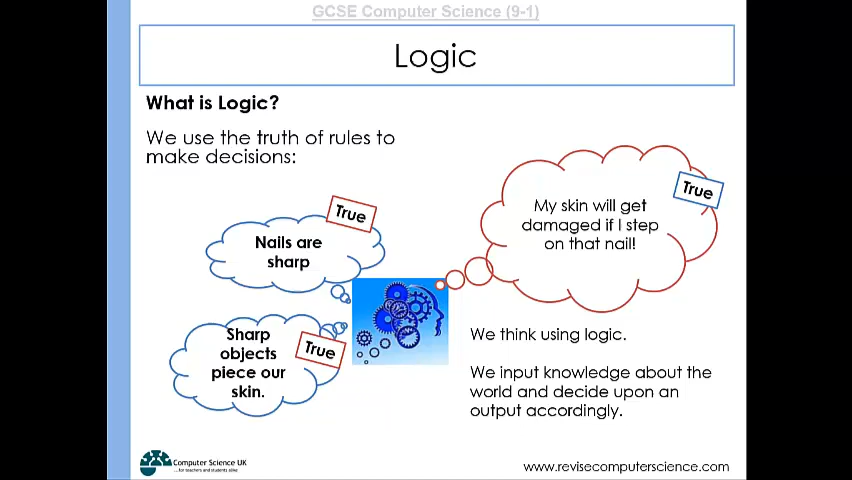 GCSE Computer Science (9-1)
Logic
What is Logic?
We use the truth of rules to
make decisions:
True
Nails are
sharp
True
Sharp
objects
piece our
skin.
True
My skin will get
damaged if I step
on that nail!
We think using logic.
We input knowledge about the
world and decide upon an
output accordingly.
Computer Science UK
...for teachers and students alike
www.revisecomputerscience.com